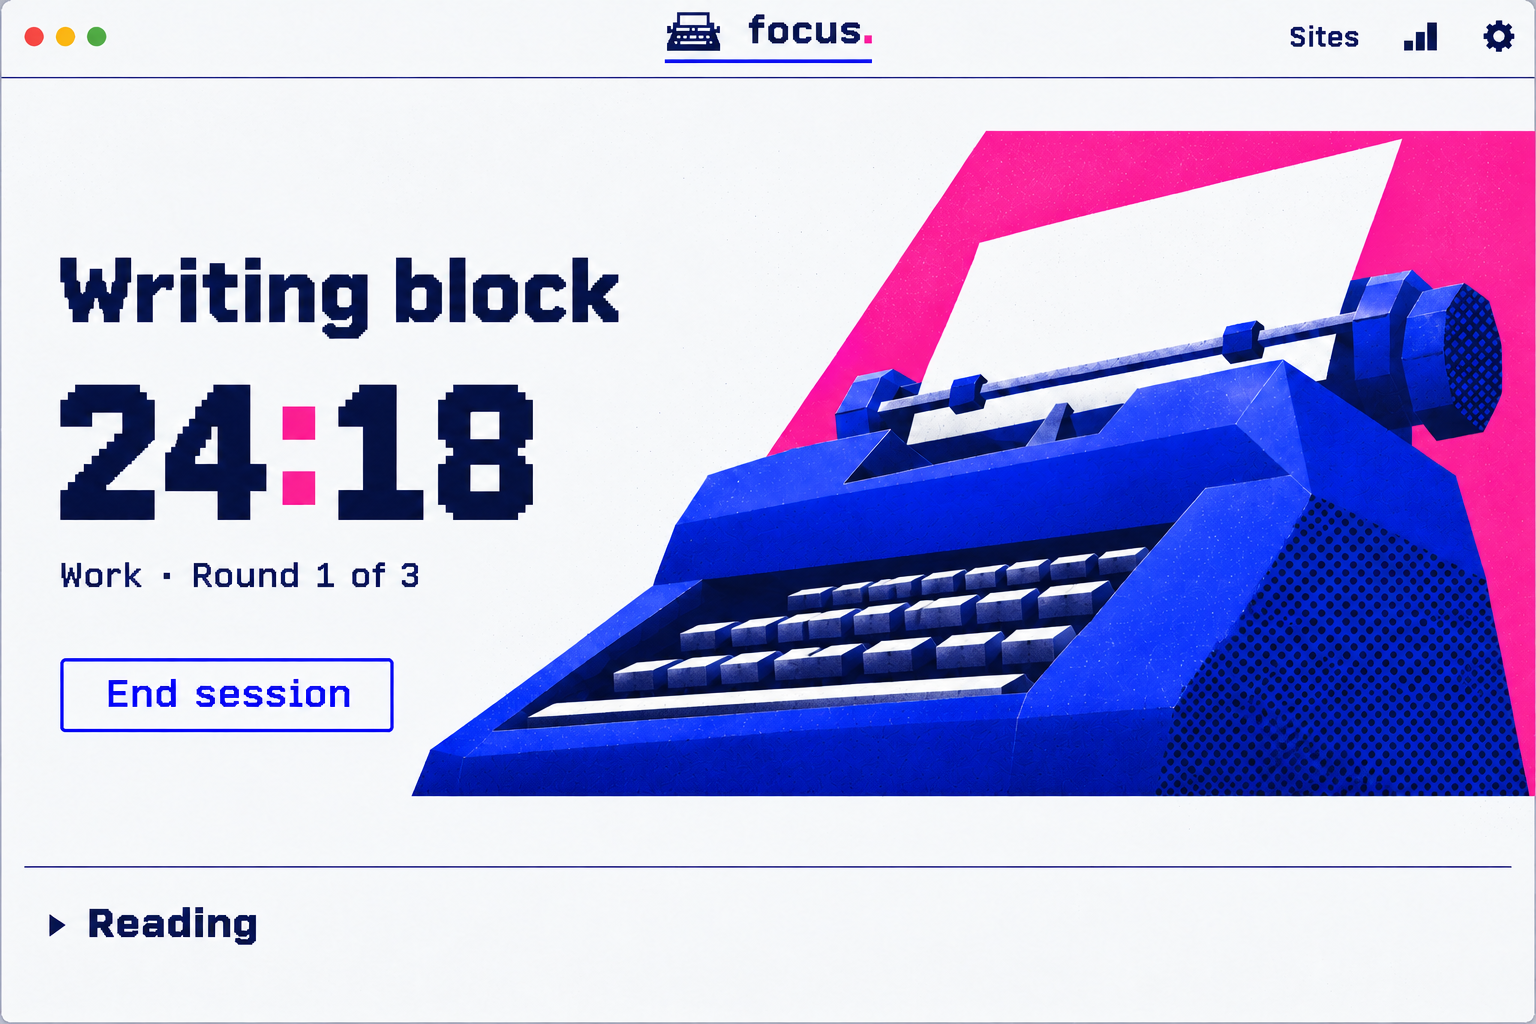 focus.
Sites
Writing block
24:18
Work · Round 1 of 3
End session
Reading